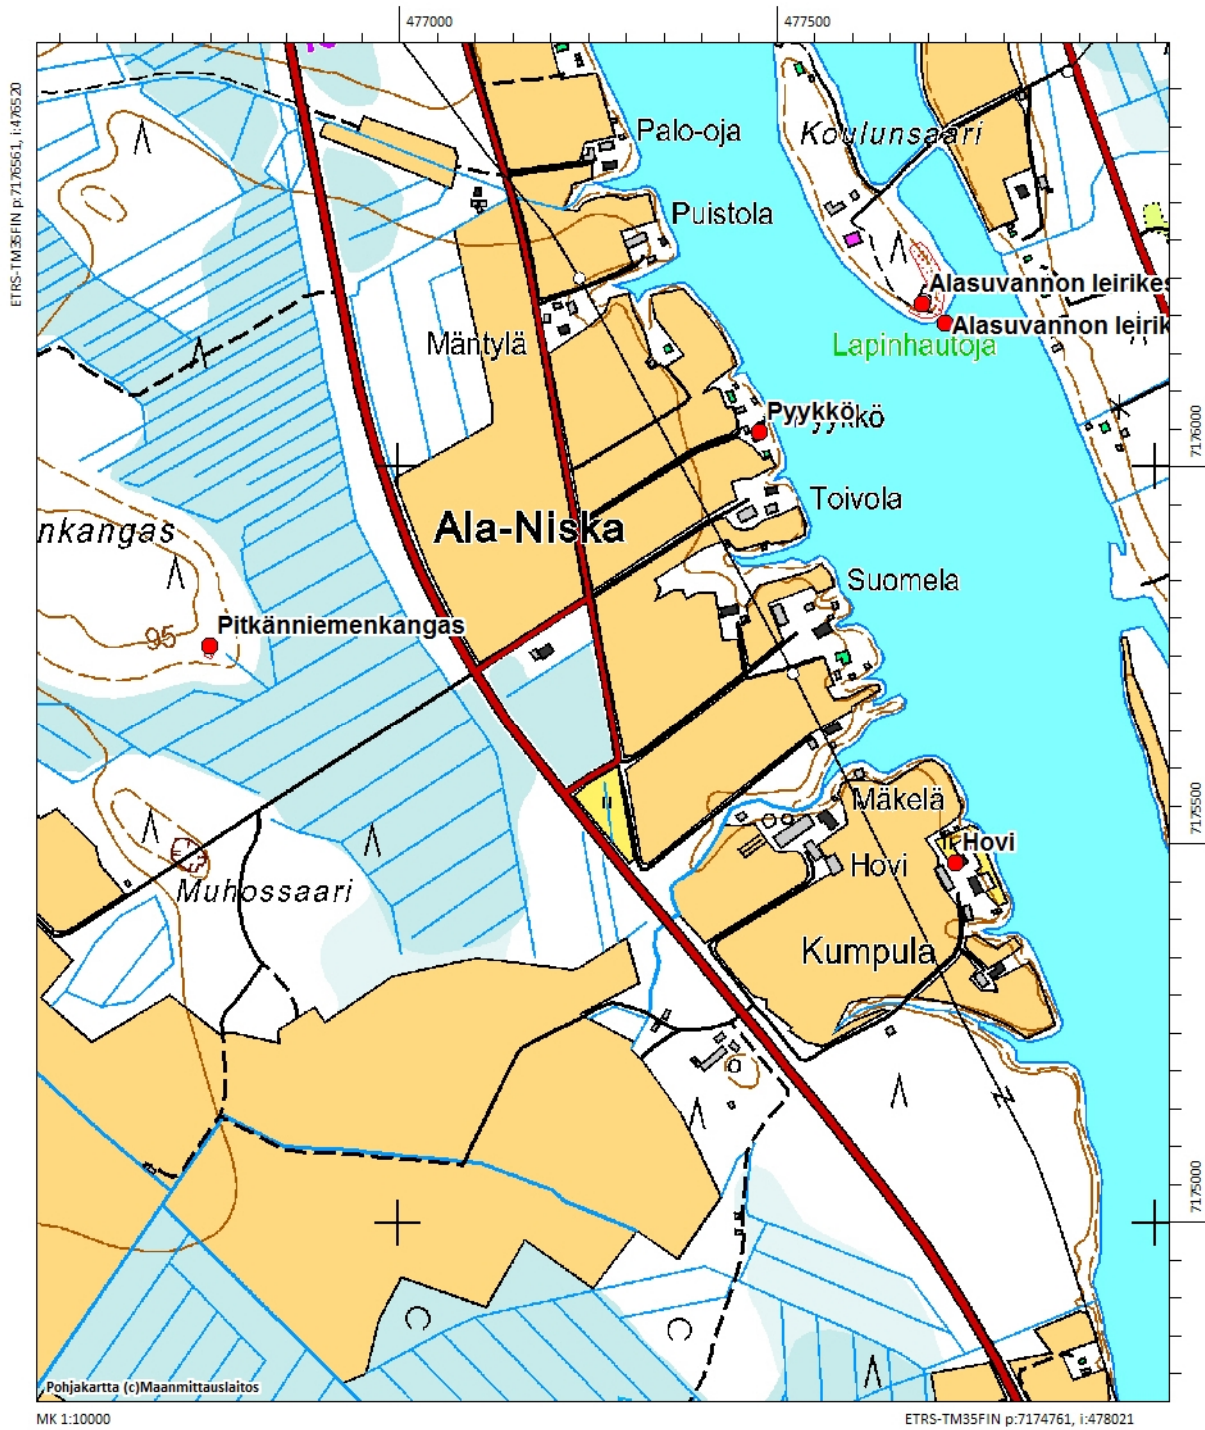 477000
477500
ETRS-TM35FIN p:7176561, i:476520
Palo-oja
Koulunsaari
Puistola
Alasuvannon leirikes
Alasuvannon leirik
Lapinhautoja
Mäntylä
Pyykkö
7176000
Toivola
Ala-Niska
nkangas
Suomela
Pitkänniemenkangas
95
Mäkelä
7175500
Hovi
Hovi
Muhossaari
Kumpula
7175000
Pohjakartta (c)Maanmittauslaitos
MK 1:10000
ETRS-TM35FIN p:7174761, i:478021